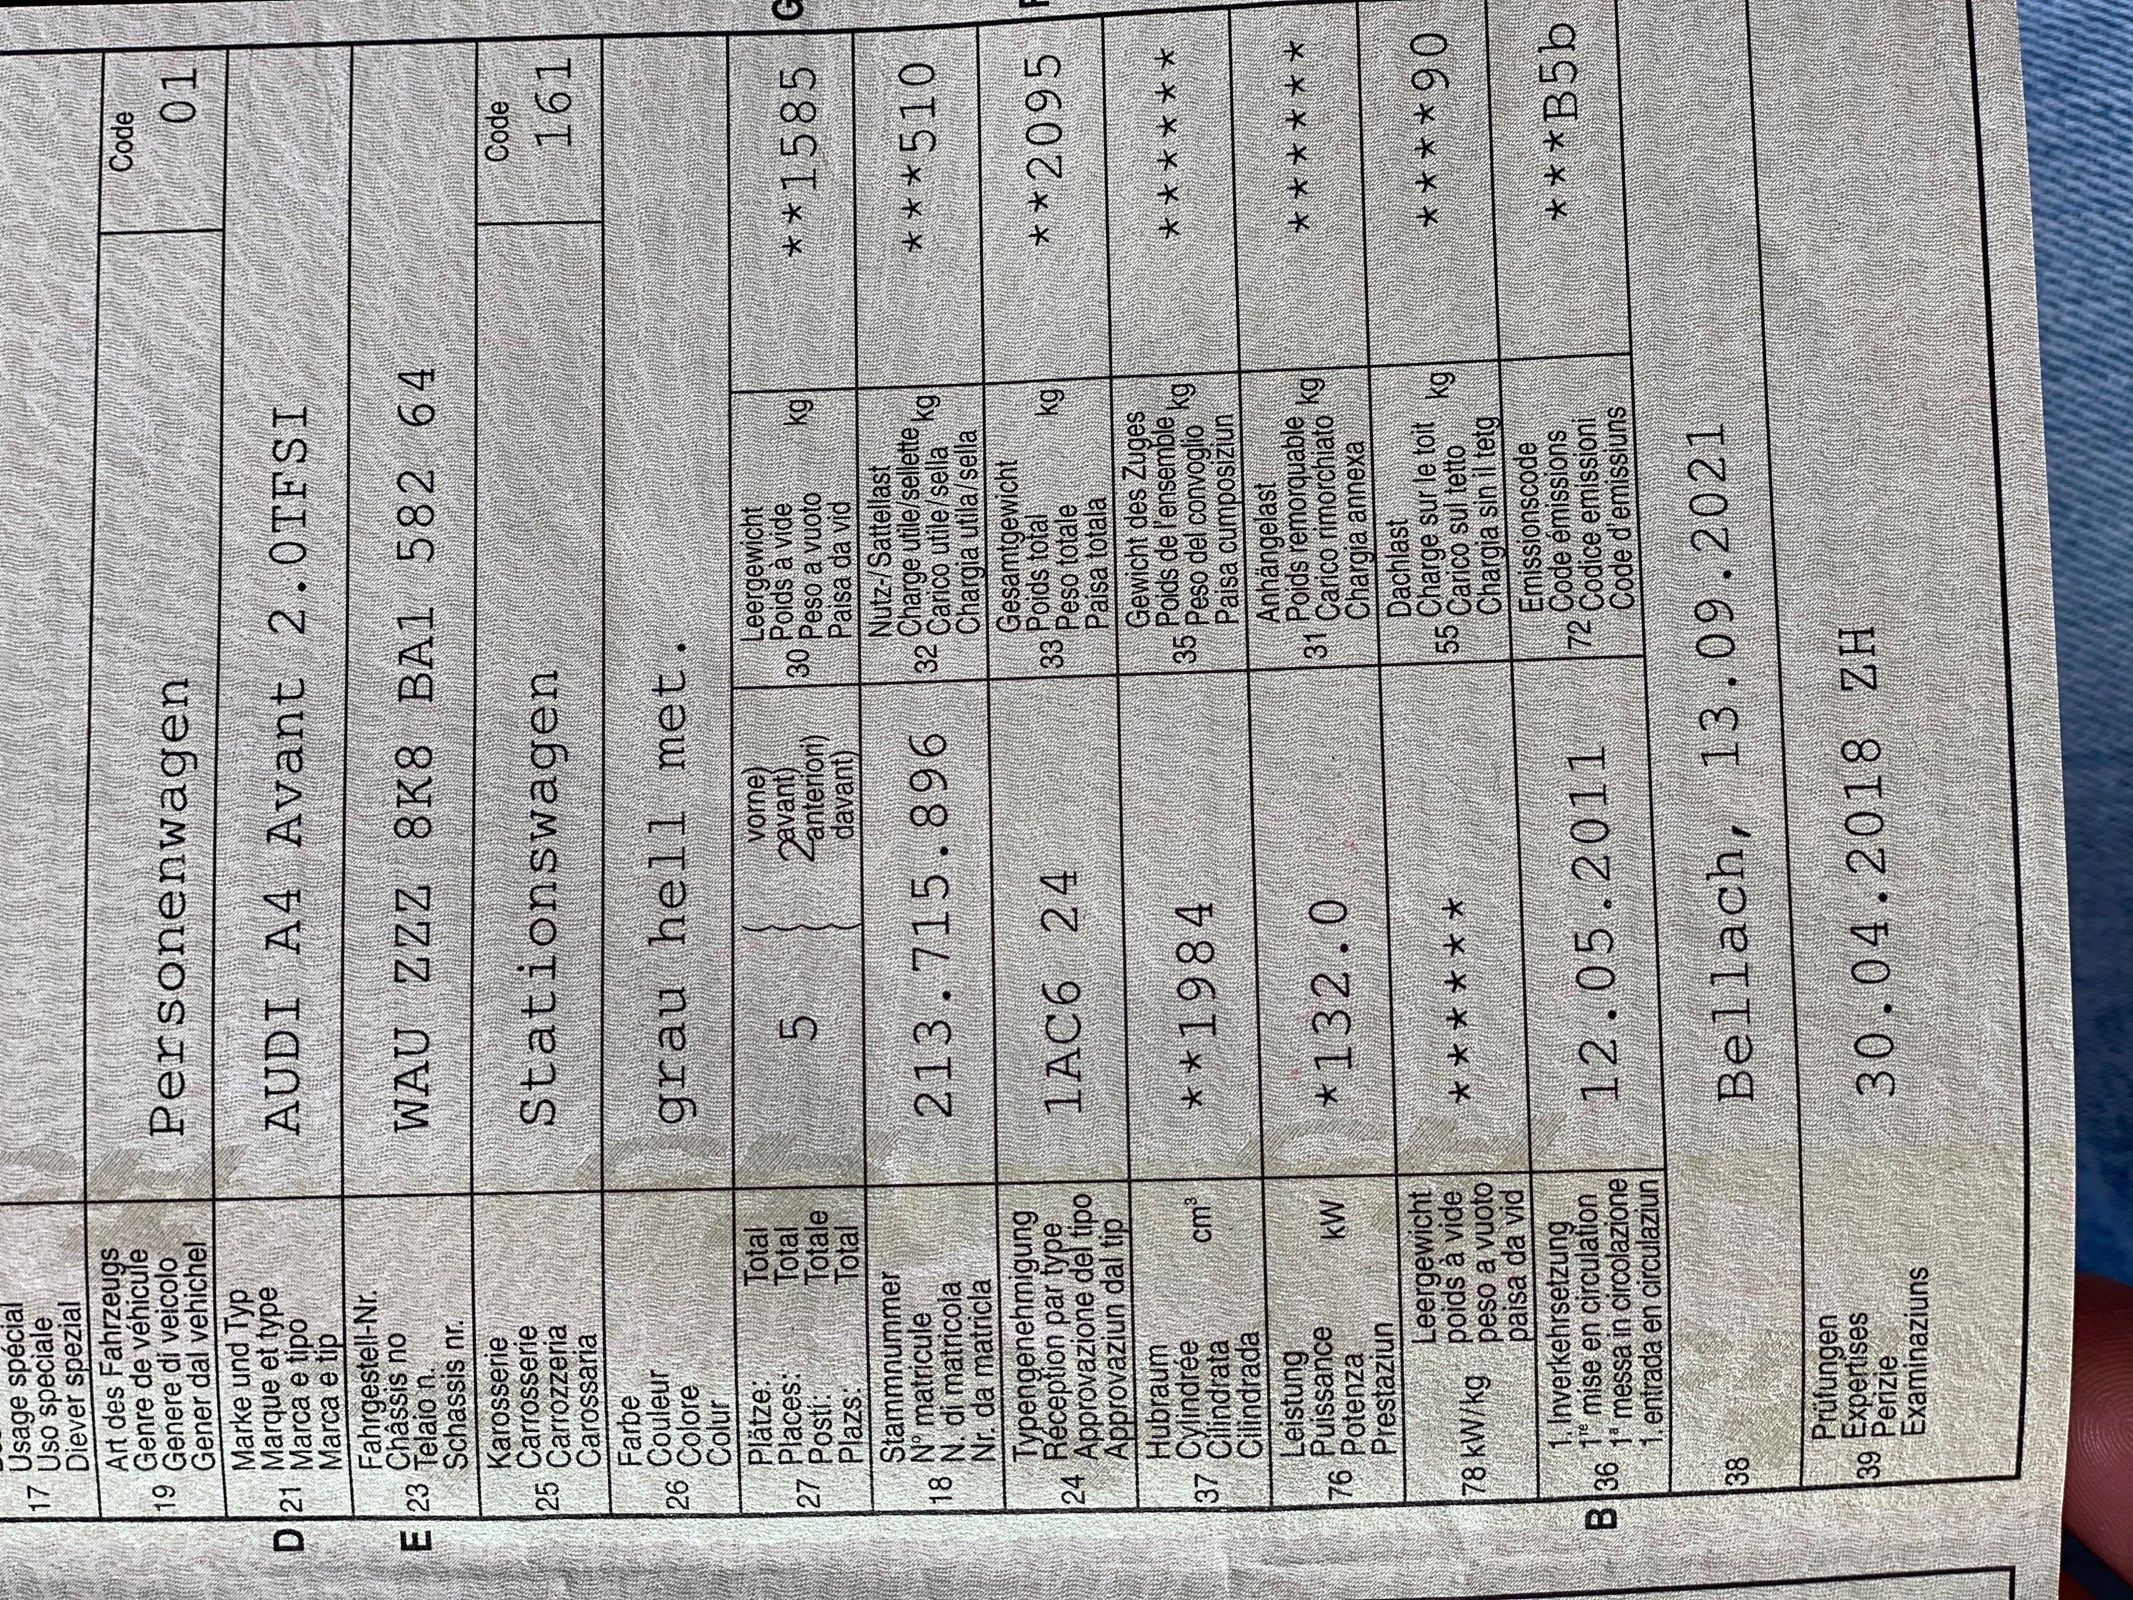 Usage spécial
17 Uso speciale
Diever spezial
Art des Fahrzeugs
19 Genre de véhicule
Genere di veicolo
Gener dal vehichel
Personenwagen
Code
01
Marke und Typ
D 21 Marque et type
Marca e tipo
Marca e tip
AUDI A4 Avant 2.0TFSI
Fahrgestell-Nr.
Châssis no
E 23 Telaio n.
Schassis nr.
WAU ZZZ 8K8 BA1 582 64
Karosserie
Carrosserie
25 Carrozzeria
Carossaria
Stationswagen
Code
161
Farbe
Couleur
26 Colore
Colur
grau hell met.
Plätze: Total
Places: Total
27 Posti: Totale
Plazs: Total
5
vorne)
2 avant)
anteriori)
davant)
Leergewicht
Poids à vide
30 Peso a vuoto kg
Paisa da vid
**1585
G
Stammnummer
N° matricule
18 N. di matricola
Nr. da matricla
213.715.896
Nutz-/Sattellast
Charge utile/sellette
32 Carico utile/sella kg
Chargia utila/sella
***510
Typengenehmigung
Réception par type
24 Approvazione del tipo
Approvaziun dal tip
1AC6 24
Gesamtgewicht
33 Poids total kg
Peso totale
Paisa totala
**2095
Hubraum
Cylindrée cm³
37 Cilindrata
Cilindrada
**1984
Gewicht des Zuges
Poids de l'ensemble
35 Peso del convoglio kg
Paisa cumposiziun
******
Leistung
Puissance kW
76 Potenza
Prestaziun
*132.0
Anhängelast
Poids remorquable
31 Carico rimorchiato kg
Chargia annexa
******
78 kW/kg
Leergewicht
poids à vide
peso a vuoto
paisa da vid
******
Dachlast
Charge sur le toit
55 Carico sul tetto kg
Chargia sin il tetg
****90
1. Inverkehrsetzung
B 36 1re mise en circulation
1a messa in circolazione
1. entrada en circulaziun
12.05.2011
Emissionscode
Code émissions
72 Codice emissioni
Code d'emissiuns
***B5b
38
Bellach, 13.09.2021
Prüfungen
39 Expertises
Perizie
Examinaziuns
30.04.2018 ZH